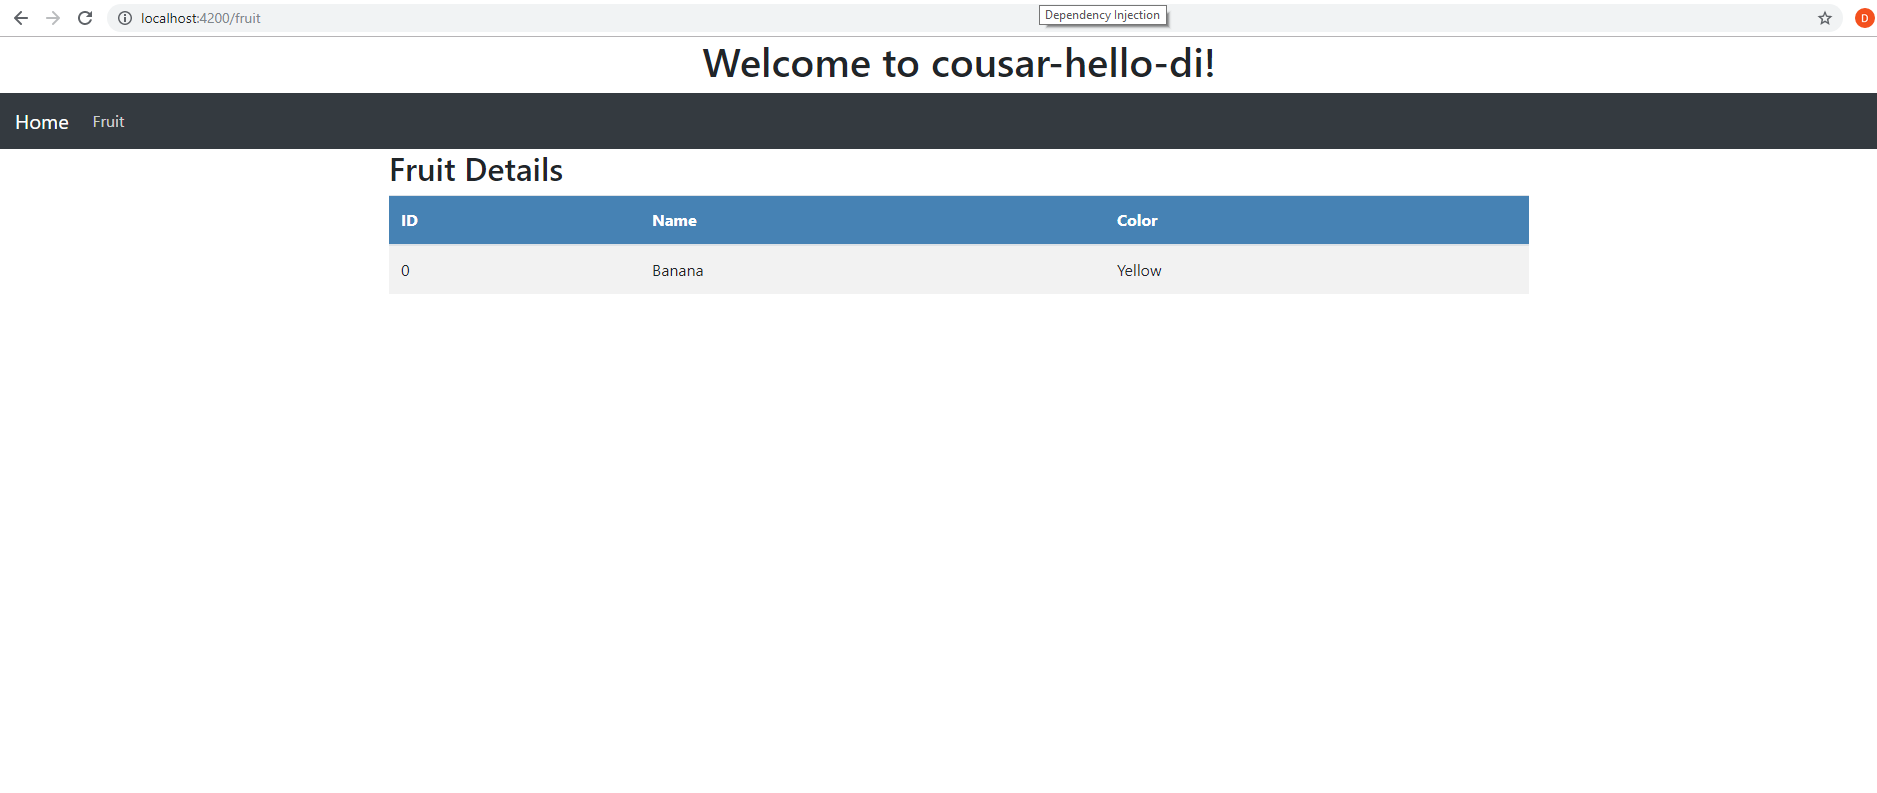 localhost:4200/fruit
Dependency Injection
D
Welcome to cousar-hello-di!
Home Fruit
Fruit Details
ID Name Color
0 Banana Yellow